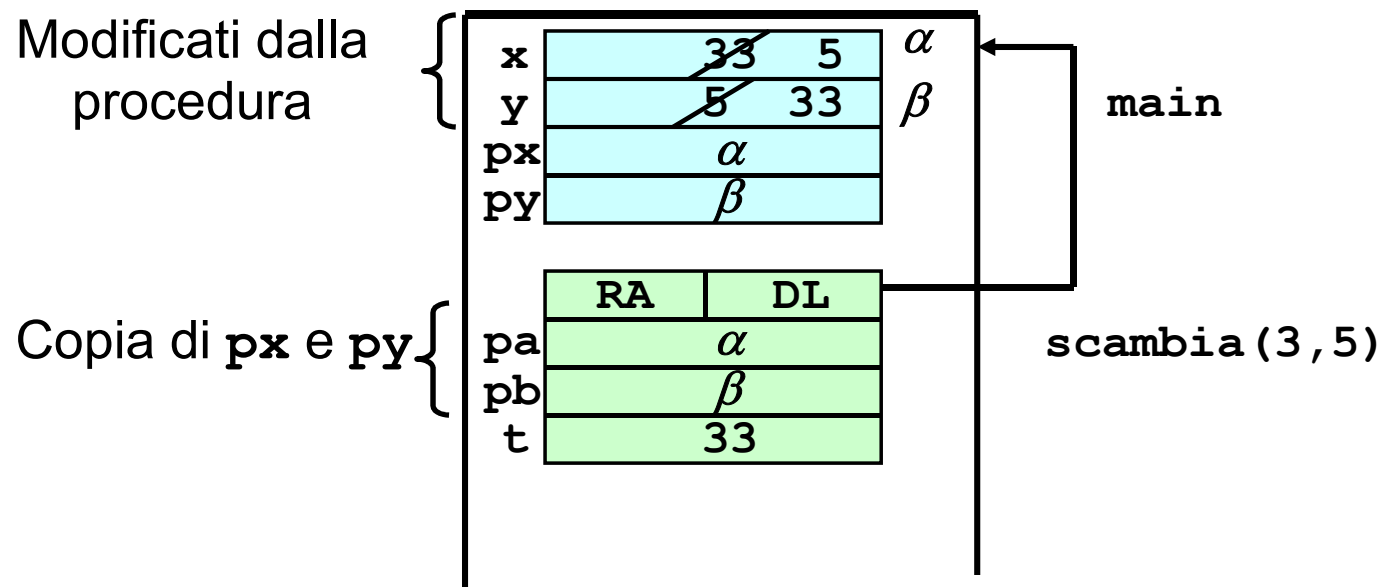 Modificati dalla
procedura
x 33 5 α
y 5 33 β
px α
py β
main
RA DL
Copia di px e py
pa α
pb β
t 33
scambia(3,5)